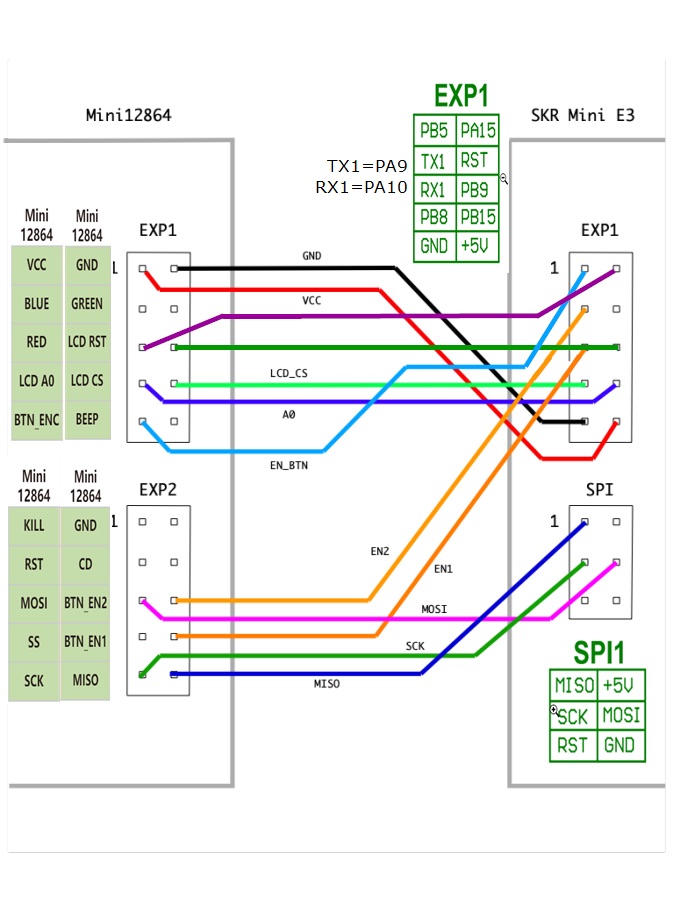 EXP1
Mini12864
SKR Mini E3
PB5 PA15
TX1 RST
RX1 PB9
PB8 PB15
GND +5V
TX1=PA9
RX1=PA10
Mini Mini
12864 12864
VCC GND
BLUE GREEN
RED LCD RST
LCD A0 LCD CS
BTN_ENC BEEP
EXP1
1
GND
VCC
LCD_CS
A0
EN_BTN
EXP1
1
Mini Mini
12864 12864
KILL GND
RST CD
MOSI BTN_EN2
SS BTN_EN1
SCK MISO
EXP2
1
EN2
EN1
MOSI
SCK
MISO
SPI
1
SPI1
MISO +5V
SCK MOSI
RST GND